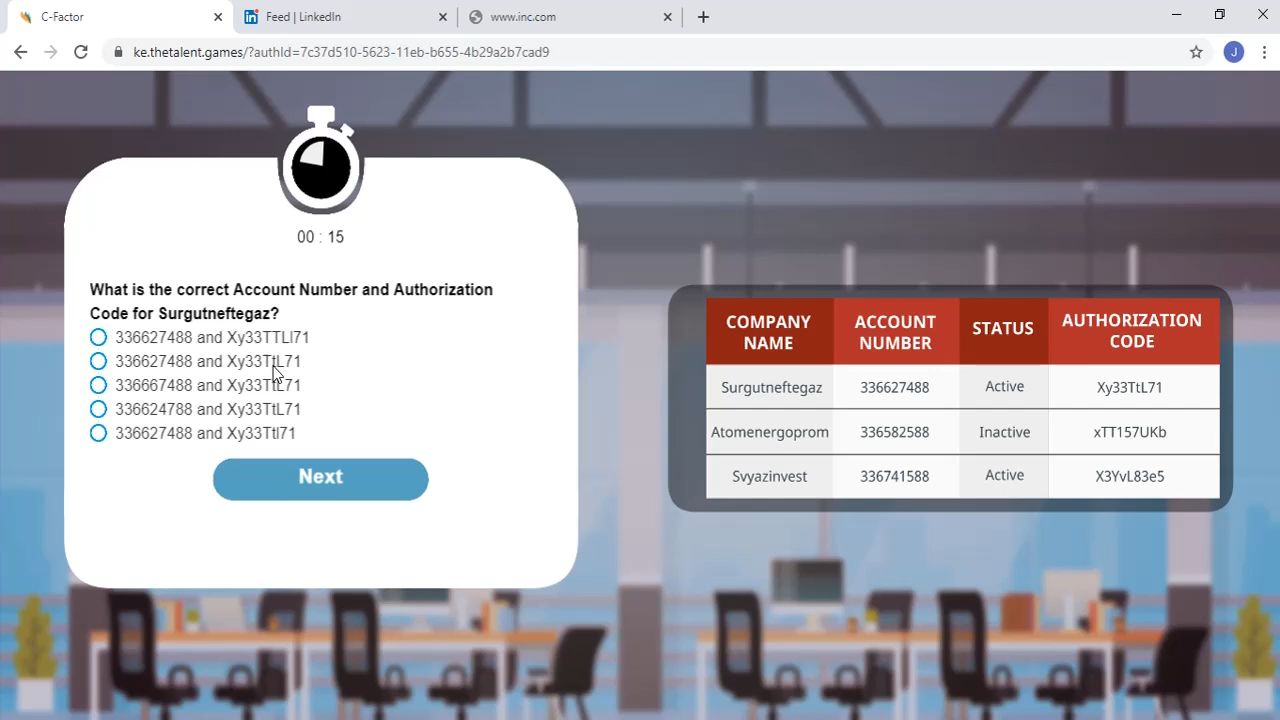 C-Factor
Feed | LinkedIn
www.inc.com
ke.thetalent.games/?authId=7c37d510-5623-11eb-b655-4b29a2b7cad9
J
00 : 15
What is the correct Account Number and Authorization
Code for Surgutneftegaz?
336627488 and Xy33TTLl71
336627488 and Xy33TtL71
336667488 and Xy33TtL71
336624788 and Xy33TtL71
336627488 and Xy33Ttl71
Next
COMPANY NAME ACCOUNT NUMBER STATUS AUTHORIZATION CODE
Surgutneftegaz 336627488 Active Xy33TtL71
Atomenergoprom 336582588 Inactive xTT157UKb
Svyazinvest 336741588 Active X3YvL83e5